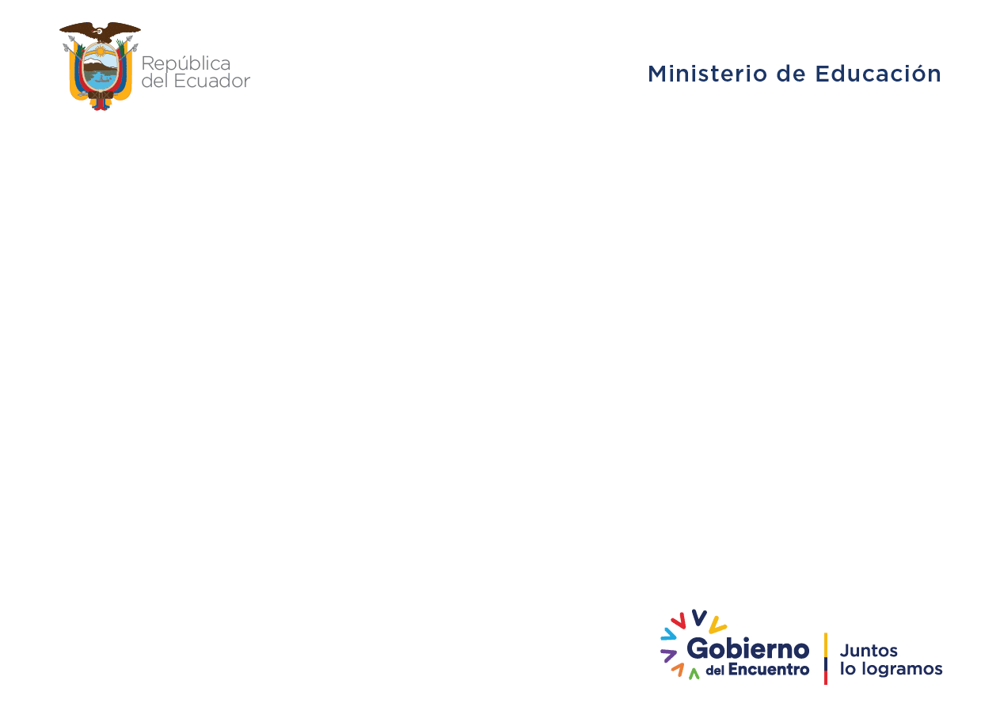 República
del Ecuador
Ministerio de Educación
Gobierno
del Encuentro
Juntos
lo logramos